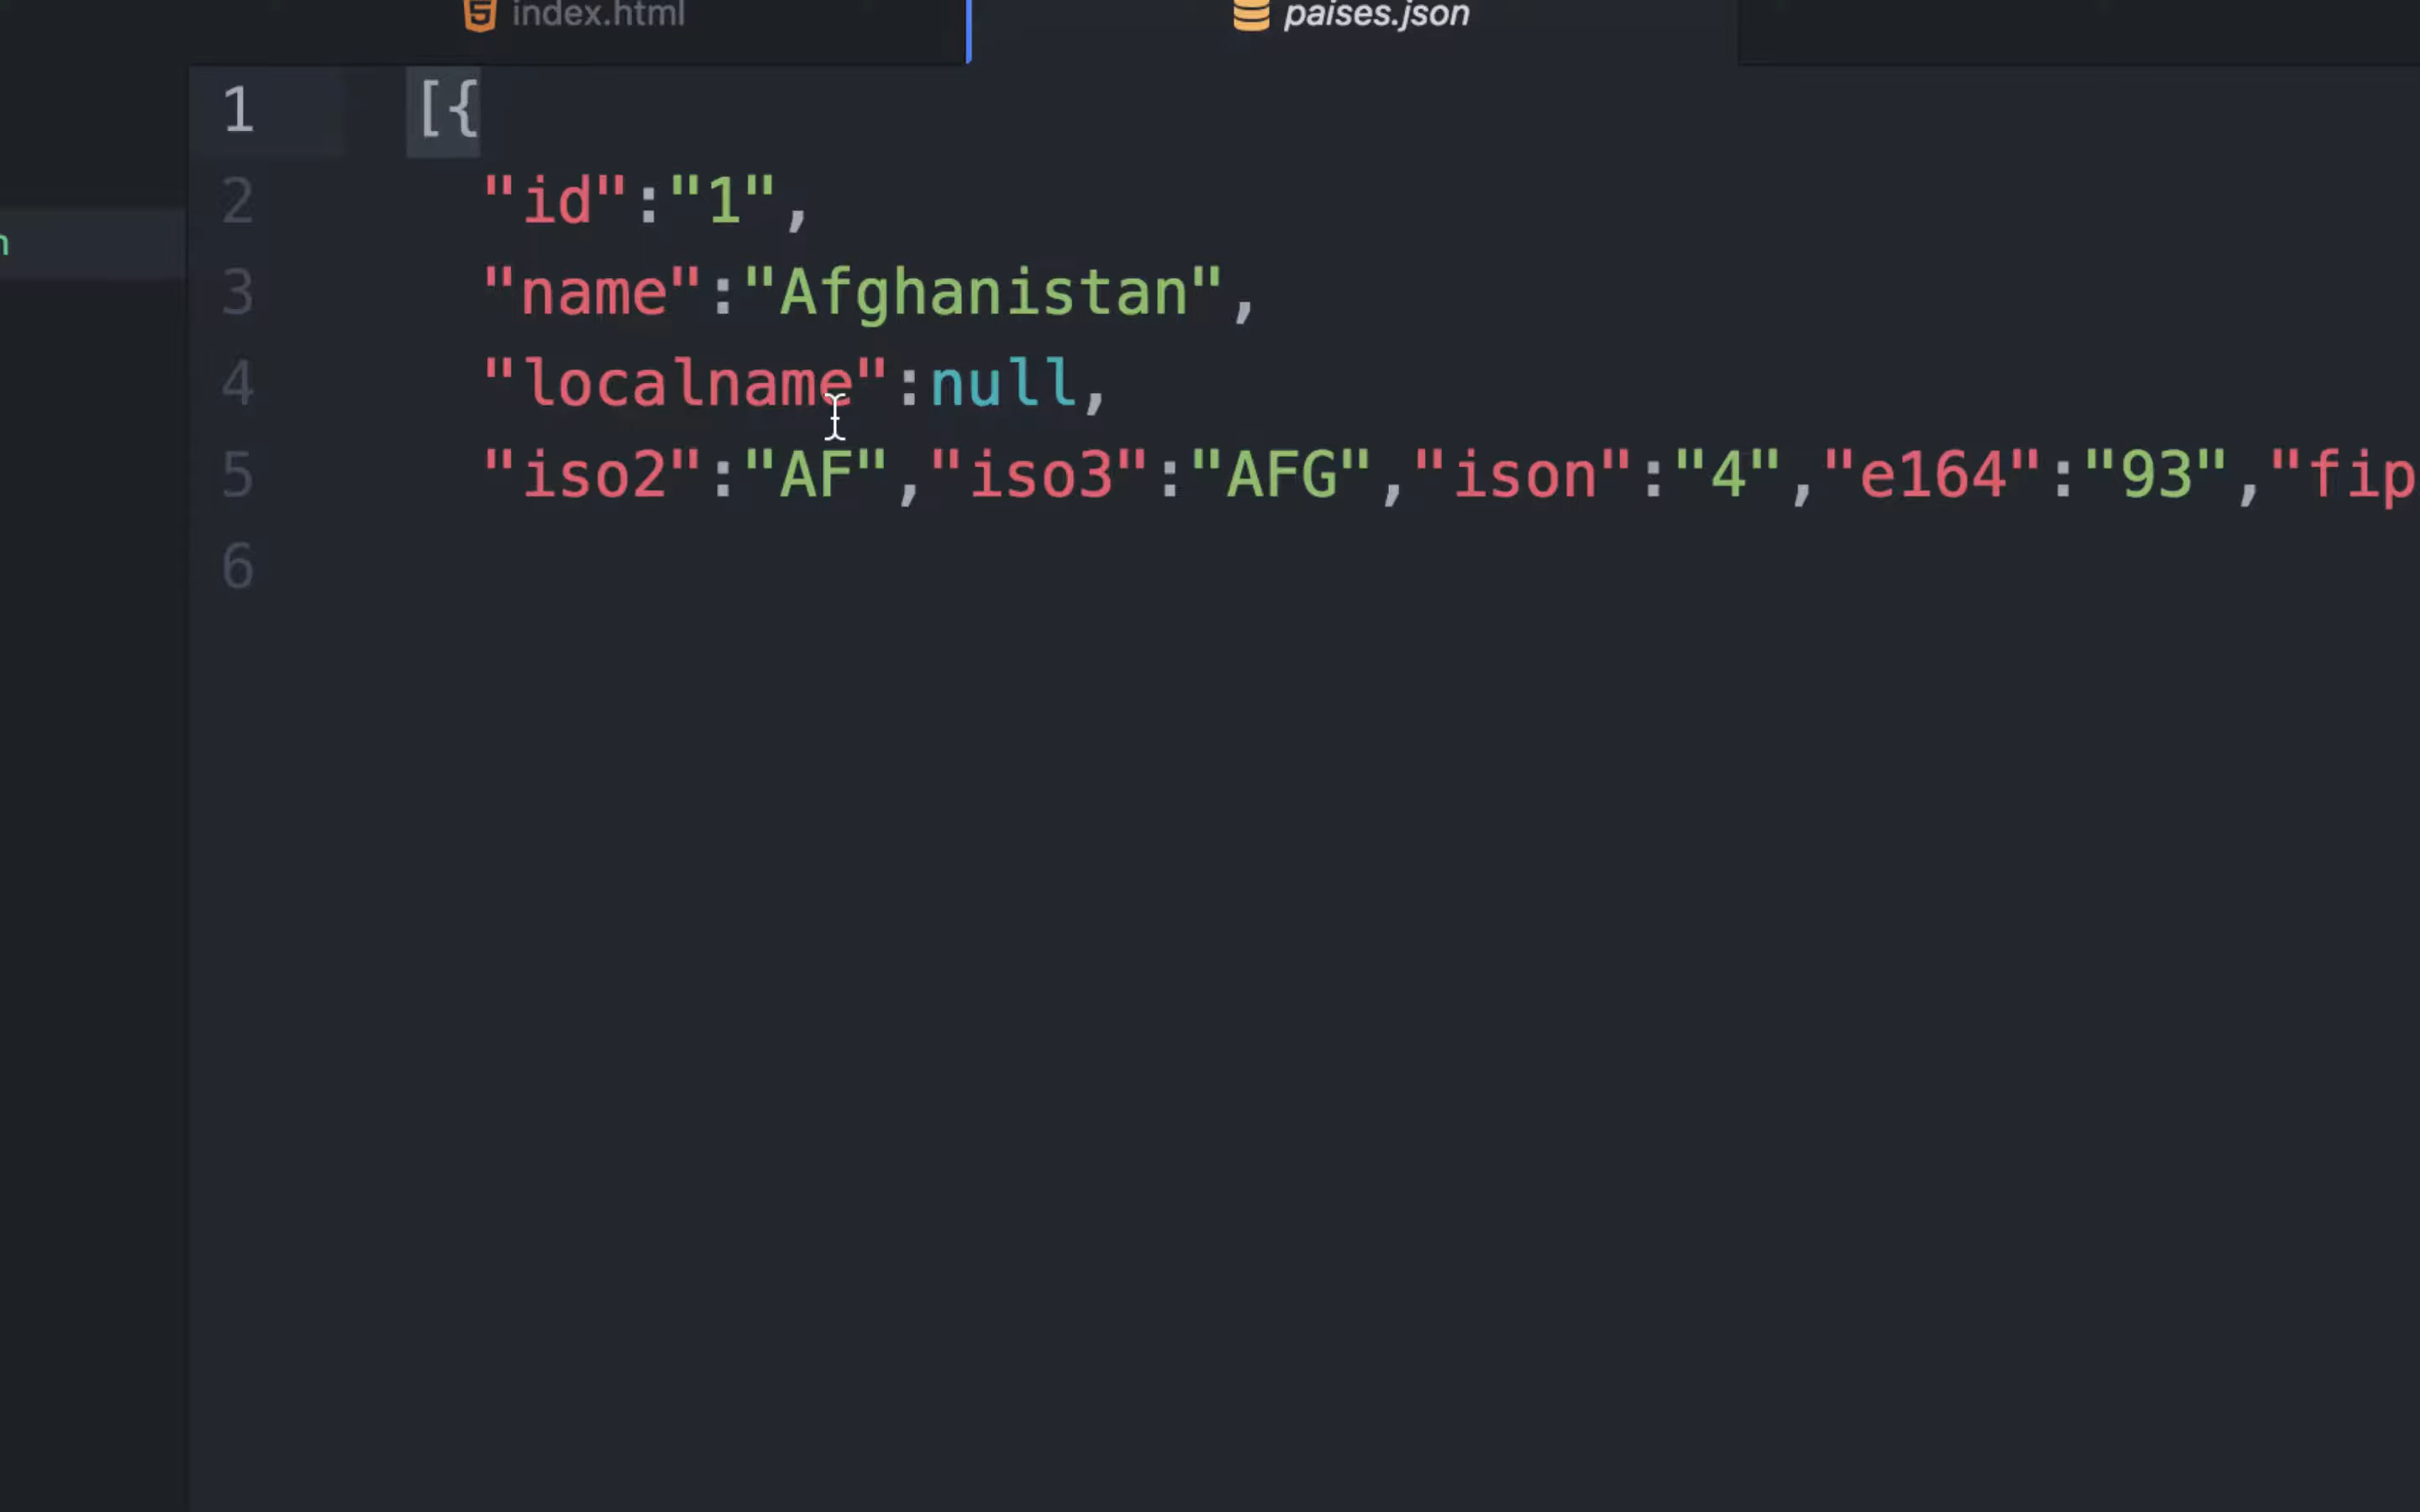 index.html
paises.json
1 [{
2 "id":"1",
3 "name":"Afghanistan",
4 "localname":null,
5 "iso2":"AF","iso3":"AFG","ison":"4","e164":"93","fip
6